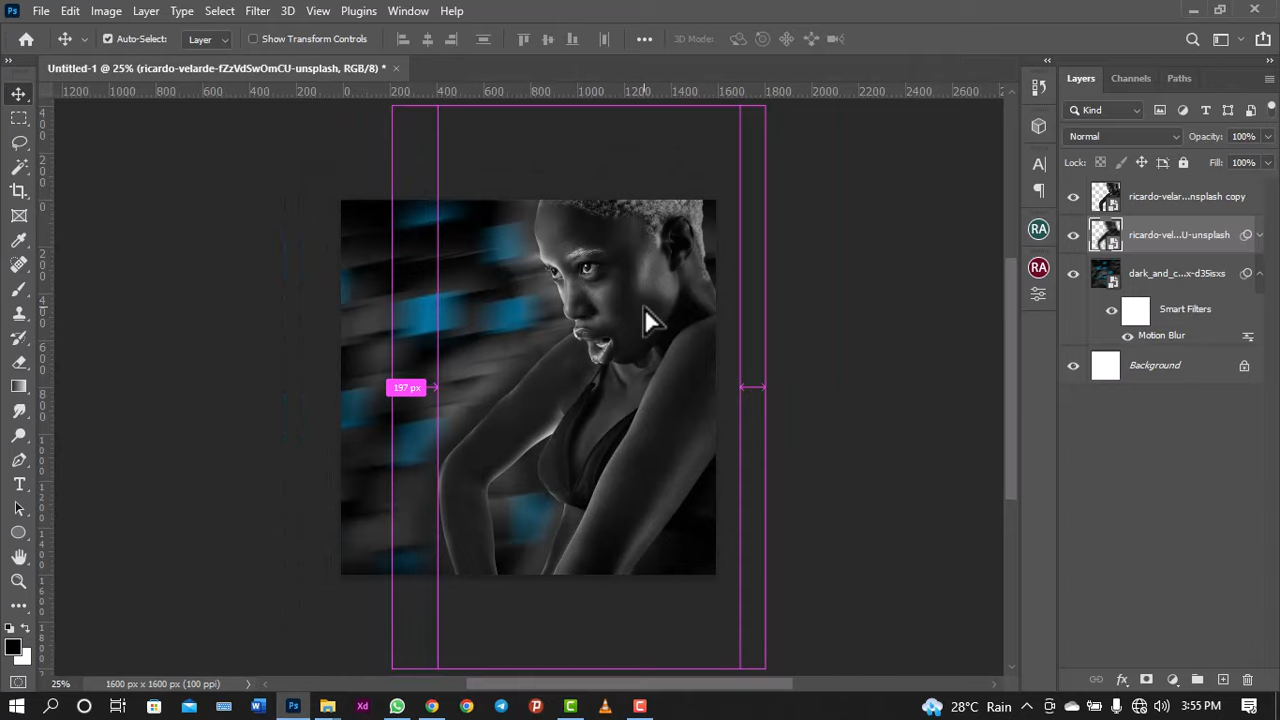 Ps File Edit Image Layer Type Select Filter 3D View Plugins Window Help
Auto-Select: Layer Show Transform Controls 3D Mode:
Untitled-1 @ 25% (ricardo-velarde-fZzVdSwOmCU-unsplash, RGB/8) *
1200 1000 800 600 400 200 0 200 400 600 800 1000 1200 1400 1600 1800 2000 2200 2400 2600
Layers Channels Paths
Kind
Normal Opacity: 100%
Lock: Fill: 100%
ricardo-velar...nsplash copy
ricardo-vel...U-unsplash
dark_and_c...x-d35isxs
Smart Filters
Motion Blur
Background
RA
RA
197 px
25% 1600 px x 1600 px (100 ppi)
28°C Rain 3:55 PM